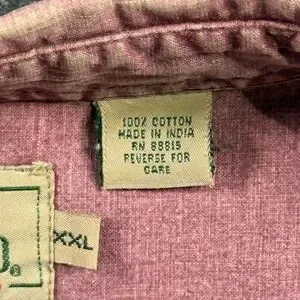 100% COTTON
MADE IN INDIA
RN 88815
REVERSE FOR
CARE
XXL